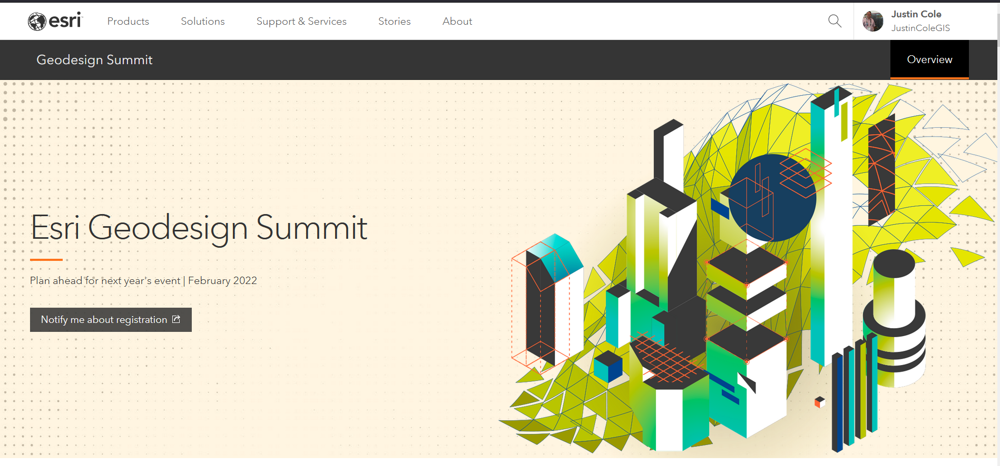 esri
Products
Solutions
Support & Services
Stories
About
Justin Cole
JustinColeGIS
Geodesign Summit
Overview
Esri Geodesign Summit
Plan ahead for next year's event | February 2022
Notify me about registration